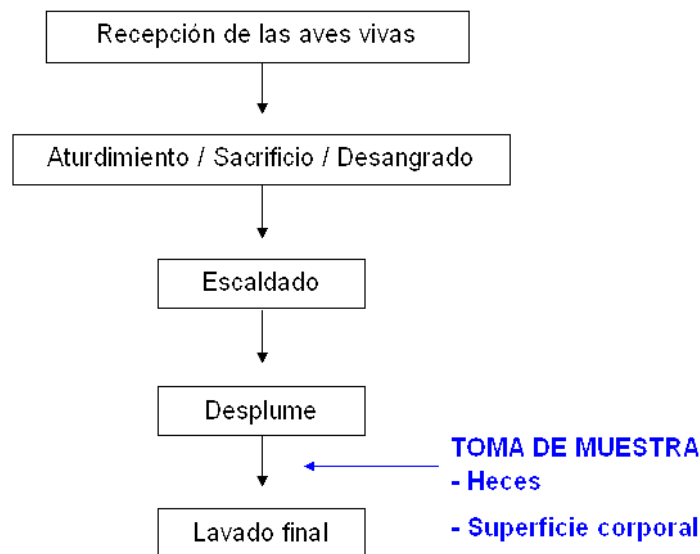 Recepción de las aves vivas
Aturdimiento / Sacrificio / Desangrado
Escaldado
Desplume
TOMA DE MUESTRA
- Heces
- Superficie corporal
Lavado final